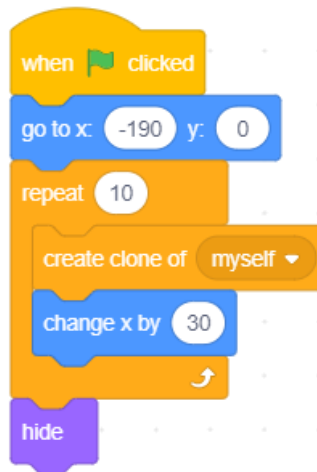 when clicked
go to x: -190 y: 0
repeat 10
create clone of myself
change x by 30
hide